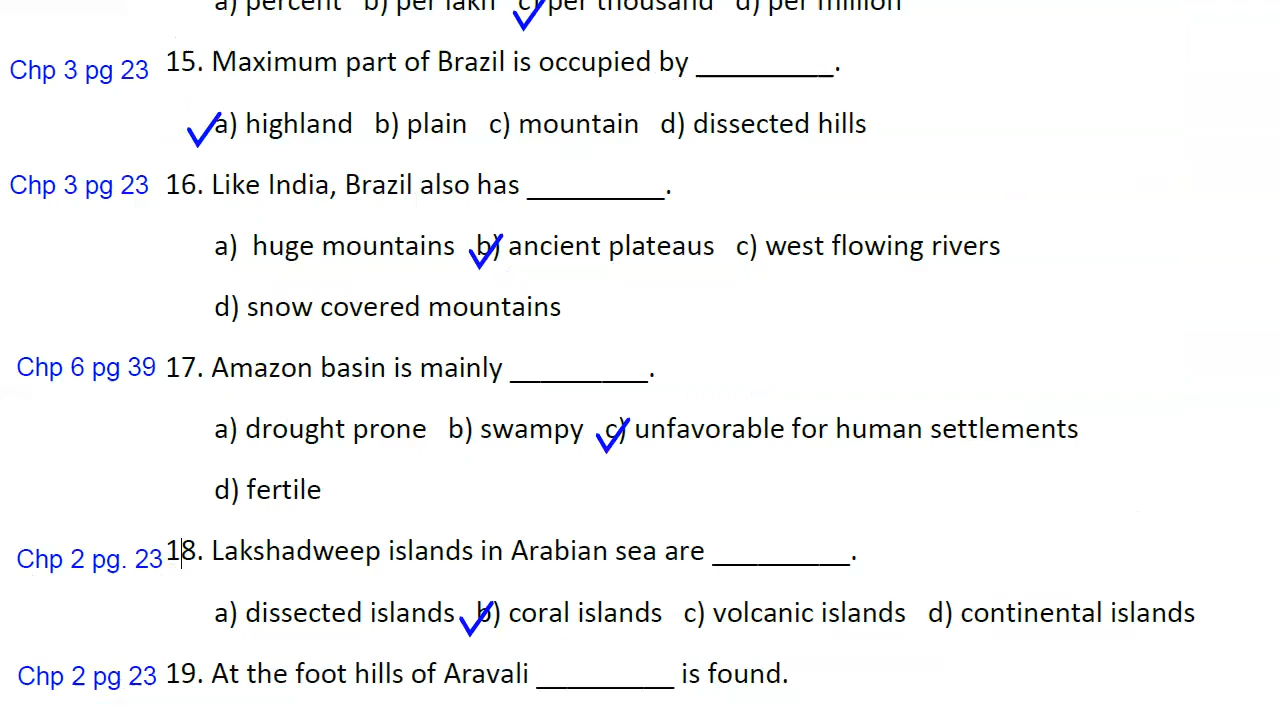 a) percent b) per lakh c) per thousand d) per million
Chp 3 pg 23 15. Maximum part of Brazil is occupied by _________.
a) highland b) plain c) mountain d) dissected hills
Chp 3 pg 23 16. Like India, Brazil also has _________.
a) huge mountains b) ancient plateaus c) west flowing rivers
d) snow covered mountains
Chp 6 pg 39 17. Amazon basin is mainly _________.
a) drought prone b) swampy c) unfavorable for human settlements
d) fertile
Chp 2 pg. 23 18. Lakshadweep islands in Arabian sea are _________.
a) dissected islands b) coral islands c) volcanic islands d) continental islands
Chp 2 pg 23 19. At the foot hills of Aravali _________ is found.